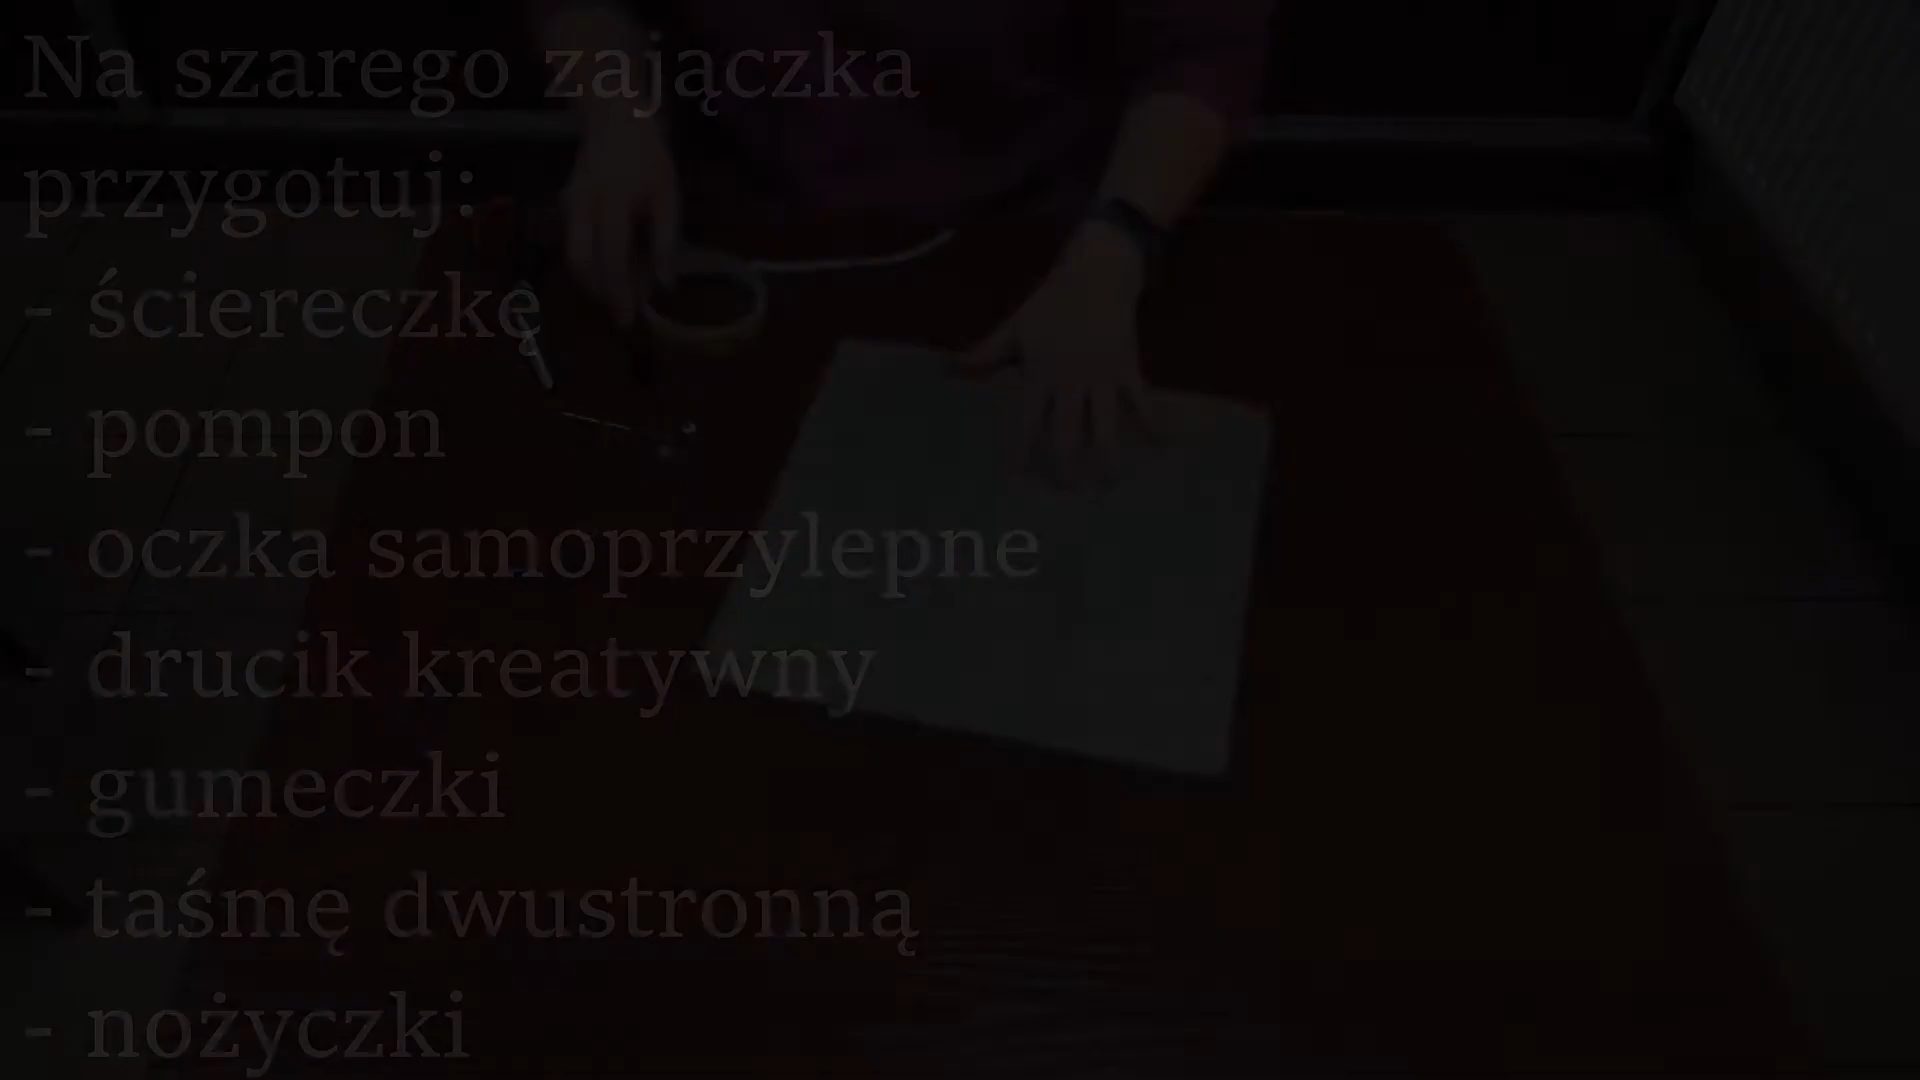 Na szarego zajączka
przygotuj:
- ściereczkę
- pompon
- oczka samoprzylepne
- drucik kreatywny
- gumeczki
- taśmę dwustronną
- nożyczki